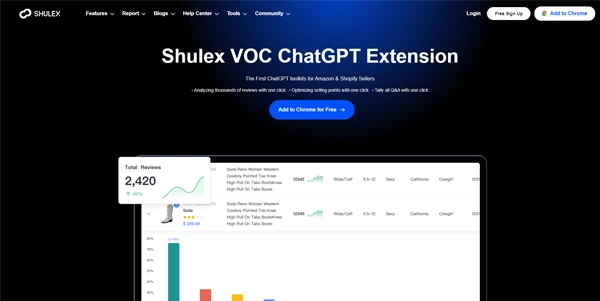 SHULEX
Features Report Blogs Help Center Tools Community Login Free Sign Up Add to Chrome
Shulex VOC ChatGPT Extension
The First ChatGPT toolkits for Amazon & Shopify Sellers
• Analyzing thousands of reviews with one click • Optimizing selling points with one click • Tally all Q&A with one click
Add to Chrome for Free →
Total Reviews
2,420
↑ 40%
Soda Reno Women Western
Cowboy Pointed Toe Knee
High Pull On Tabs BootsKnee
High Pull On Tabs Boots
12345 Wide/Calf 5.5-12 Sexy California Cowgirl
Soda Reno Women Western
Cowboy Pointed Toe Knee
High Pull On Tabs BootsKnee
High Pull On Tabs Boots
12345 Wide/Calf 5.5-12 Sexy California Cowgirl
Soda
$ 299.99
80%
70%
60%
50%
40%
30%
20%